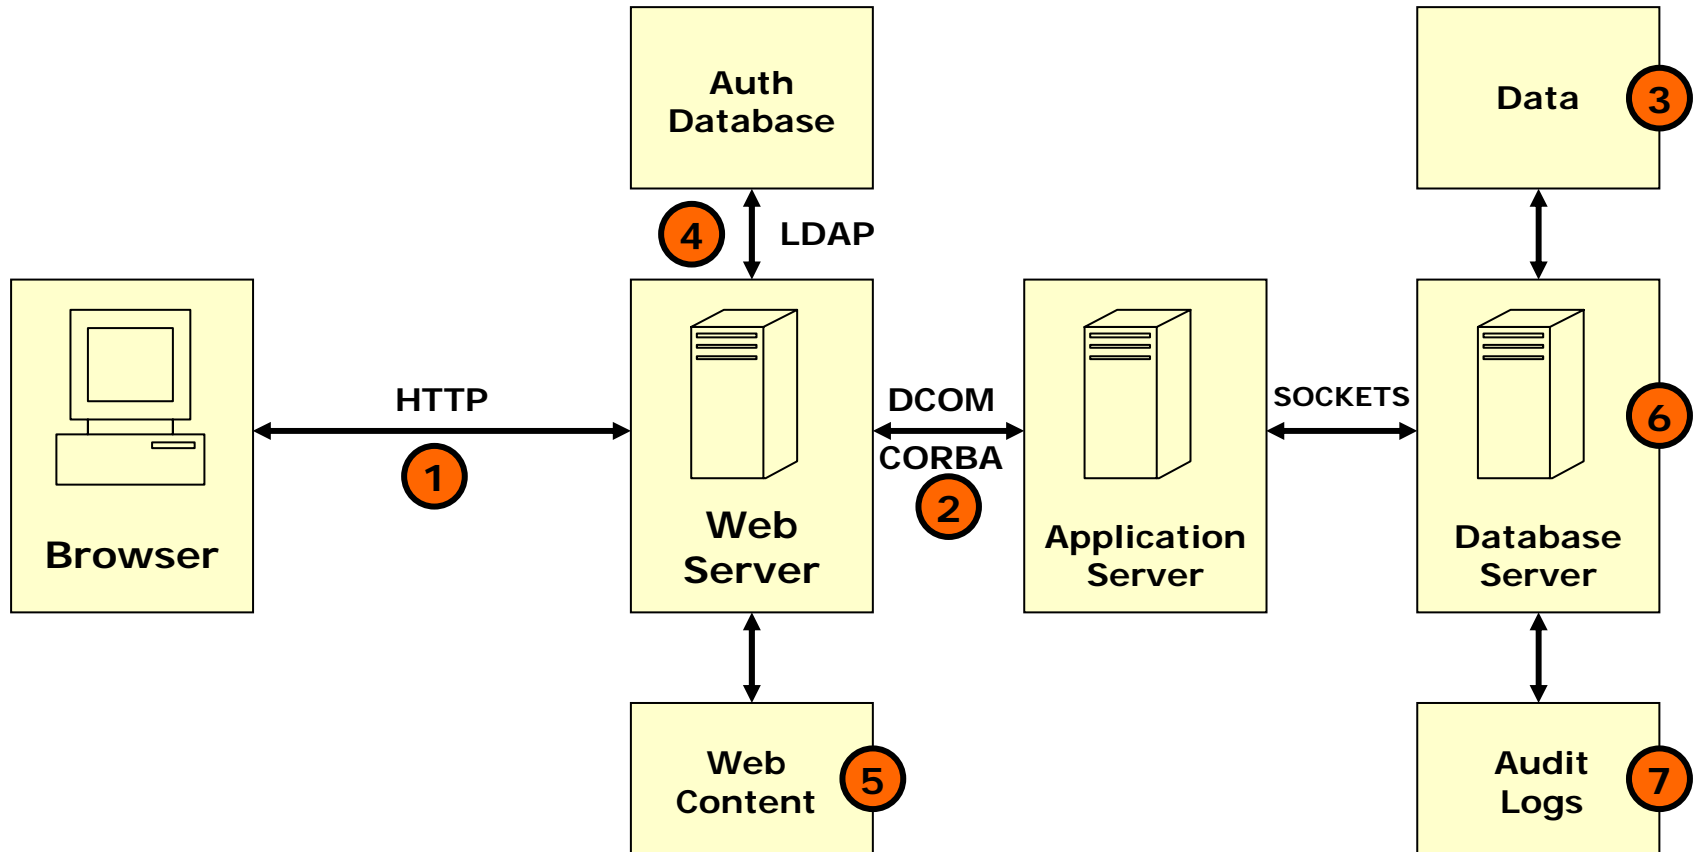 Auth
Database
Data
3
4
LDAP
HTTP
1
DCOM
CORBA
2
SOCKETS
6
Browser
Web
Server
Application
Server
Database
Server
Web
Content
5
Audit
Logs
7